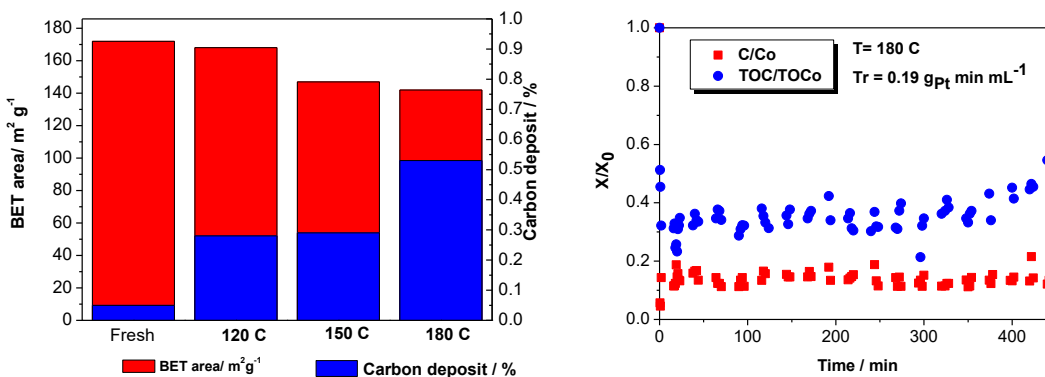 BET area/ m² g⁻¹
180
160
140
120
100
80
60
40
20
0
1.0
0.9
0.8
0.7
0.6
0.5
0.4
0.3
0.2
0.1
0.0
Carbon deposit / %
Fresh 120 C 150 C 180 C
BET area/ m²g⁻¹ Carbon deposit / %
X/X₀
1.0
0.8
0.6
0.4
0.2
0.0
C/Co
TOC/TOCo
T= 180 C
Tr = 0.19 g_Pt min mL⁻¹
0 100 200 300 400
Time / min